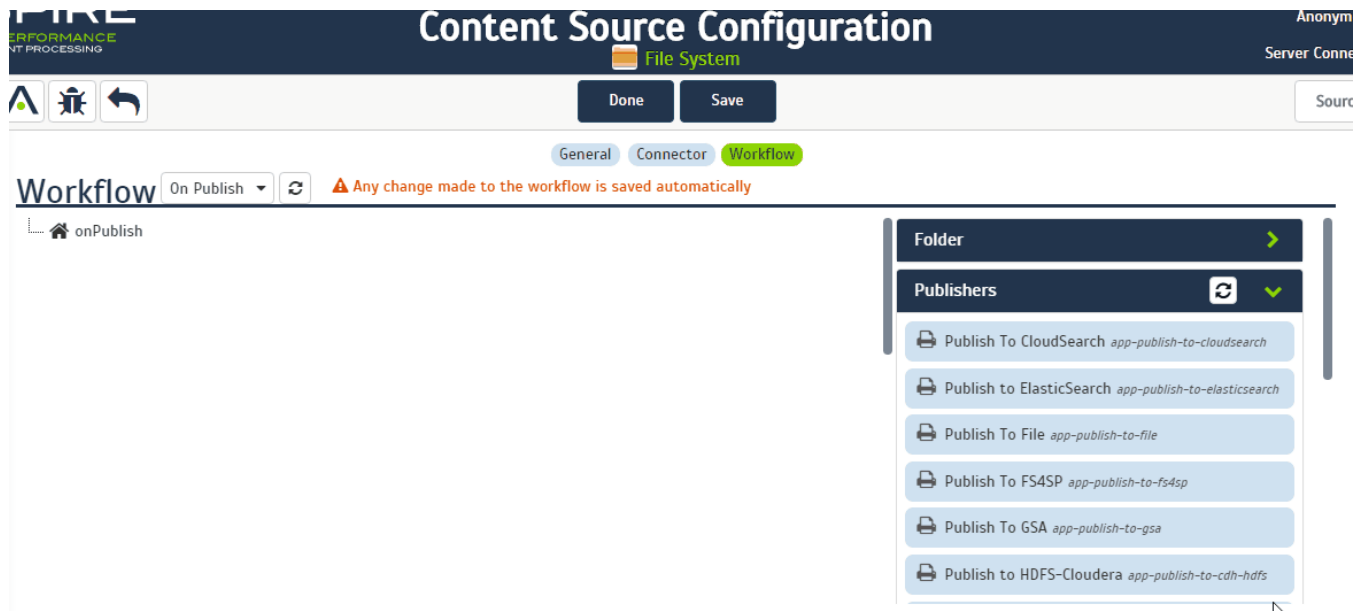 ERFORMANCE
NT PROCESSING
Content Source Configuration
File System
Anonym
Server Conne
Done
Save
Sourc
General
Connector
Workflow
Workflow On Publish Any change made to the workflow is saved automatically
onPublish
Folder
Publishers
Publish To CloudSearch app-publish-to-cloudsearch
Publish to ElasticSearch app-publish-to-elasticsearch
Publish To File app-publish-to-file
Publish To FS4SP app-publish-to-fs4sp
Publish To GSA app-publish-to-gsa
Publish to HDFS-Cloudera app-publish-to-cdh-hdfs